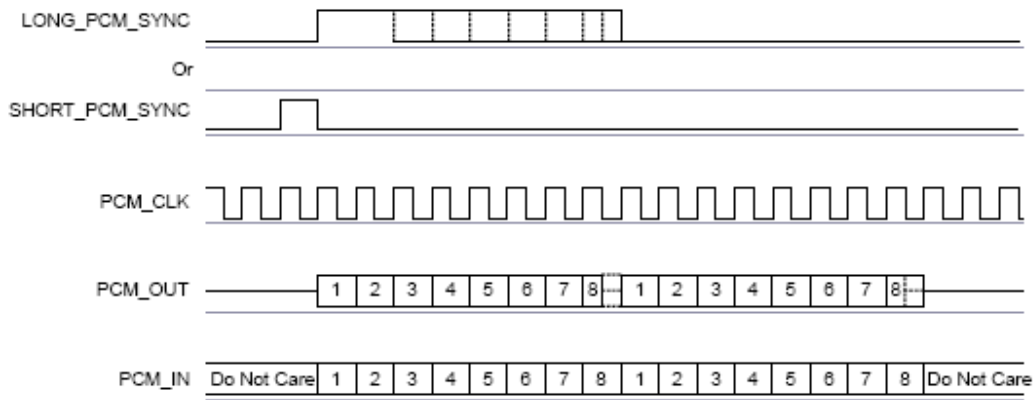 LONG_PCM_SYNC
Or
SHORT_PCM_SYNC
PCM_CLK
PCM_OUT 1 2 3 4 5 6 7 8 1 2 3 4 5 6 7 8
PCM_IN Do Not Care 1 2 3 4 5 6 7 8 1 2 3 4 5 6 7 8 Do Not Care